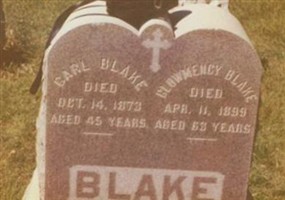 CARL BLAKE
DIED
OCT. 14, 1873
AGED 45 YEARS.
CLOWMENCY BLAKE
DIED
APR. 11, 1899
AGED 63 YEARS.
BLAKE